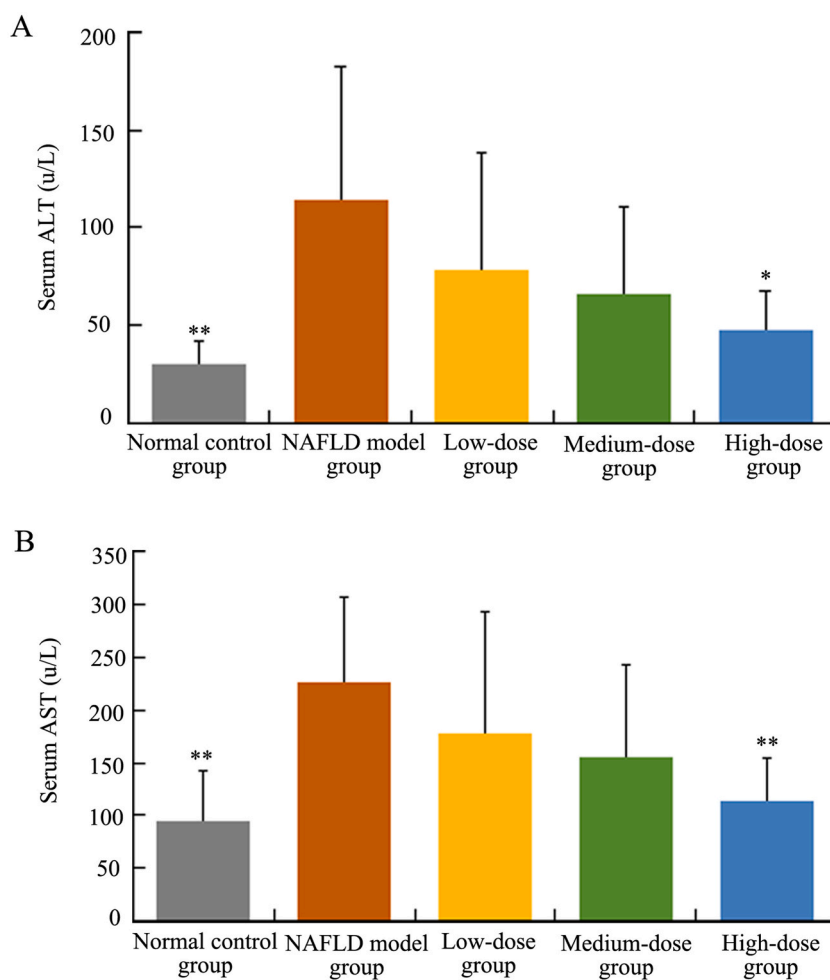 A
Serum ALT (u/L)
200
150
100
50
0
**
*
Normal control
group
NAFLD model
group
Low-dose
group
Medium-dose
group
High-dose
group
B
Serum AST (u/L)
350
300
250
200
150
100
50
0
**
**
Normal control
group
NAFLD model
group
Low-dose
group
Medium-dose
group
High-dose
group